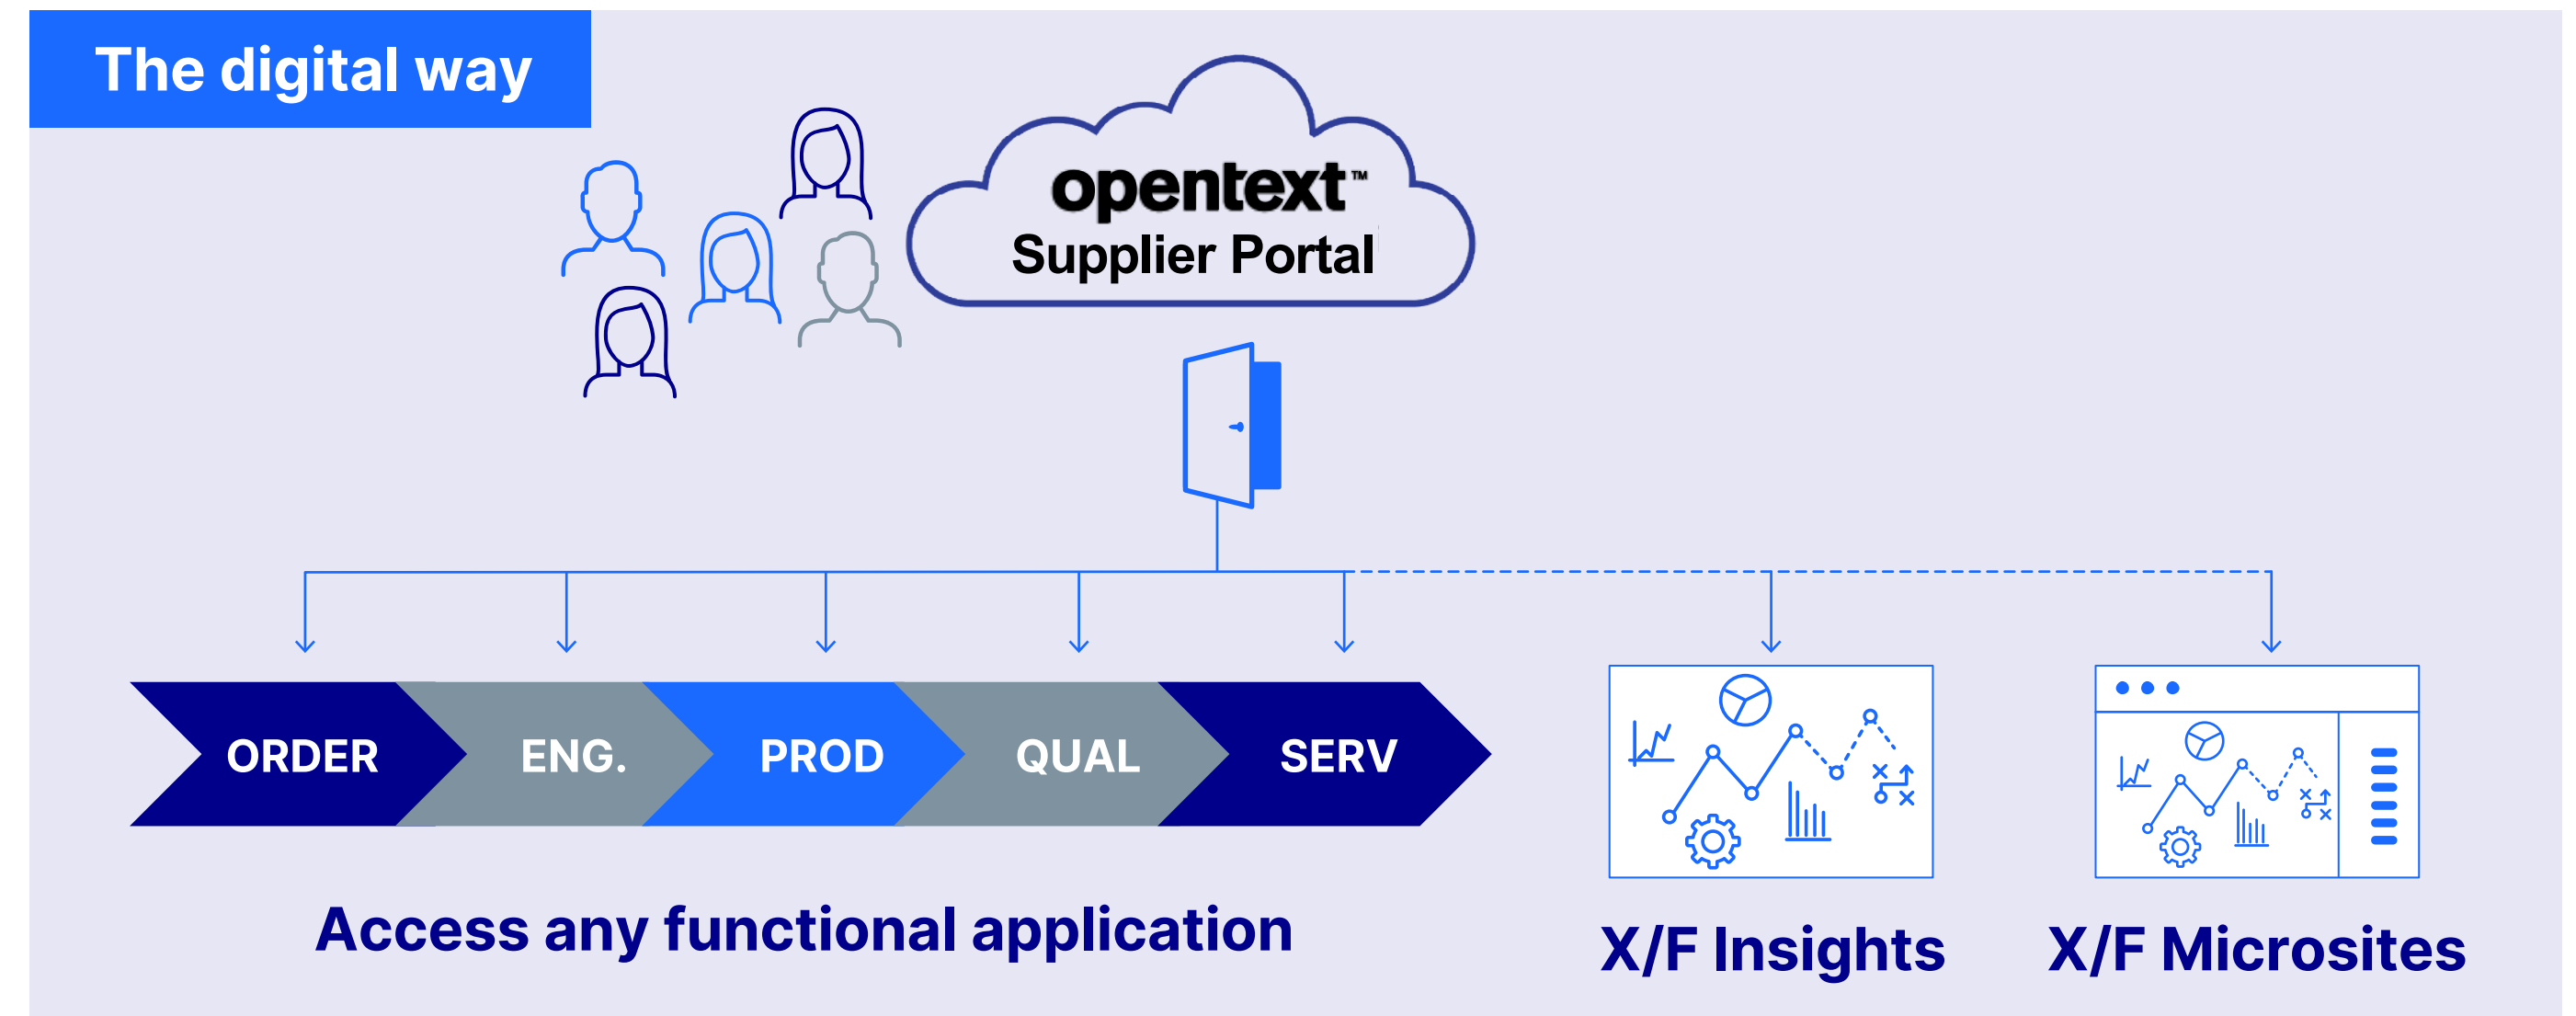 The digital way
opentext™
Supplier Portal
ORDER
ENG.
PROD
QUAL
SERV
Access any functional application
X/F Insights
X/F Microsites